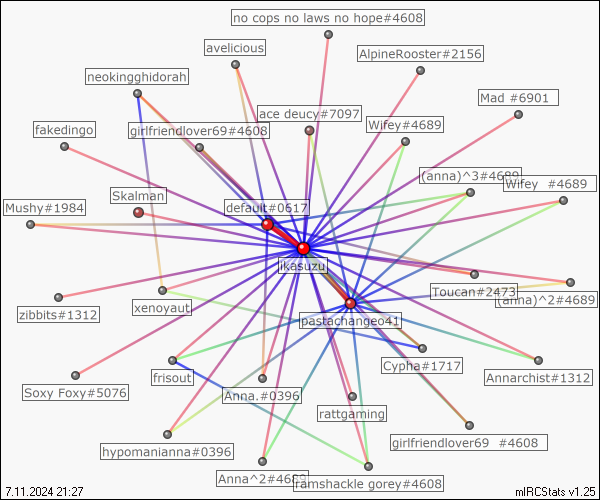 no cops no laws no hope#4608
avelicious
AlpineRooster#2156
neokingghidorah
Mad #6901
ace deucy#7097
fakedingo
girlfriendlover69#4608
Wifey#4689
(anna)^3#4689
Wifey #4689
Skalman
Mushy#1984
default#0617
ikasuzu
Toucan#2473
(anna)^2#4689
zibbits#1312
xenoyaut
pastachangeo41
Cypha#1717
Soxy Foxy#5076
frisout
Anna.#0396
Annarchist#1312
rattgaming
girlfriendlover69 #4608
hypomanianna#0396
Anna^2#4689
ramshackle gorey#4608
7.11.2024 21:27
mIRCStats v1.25